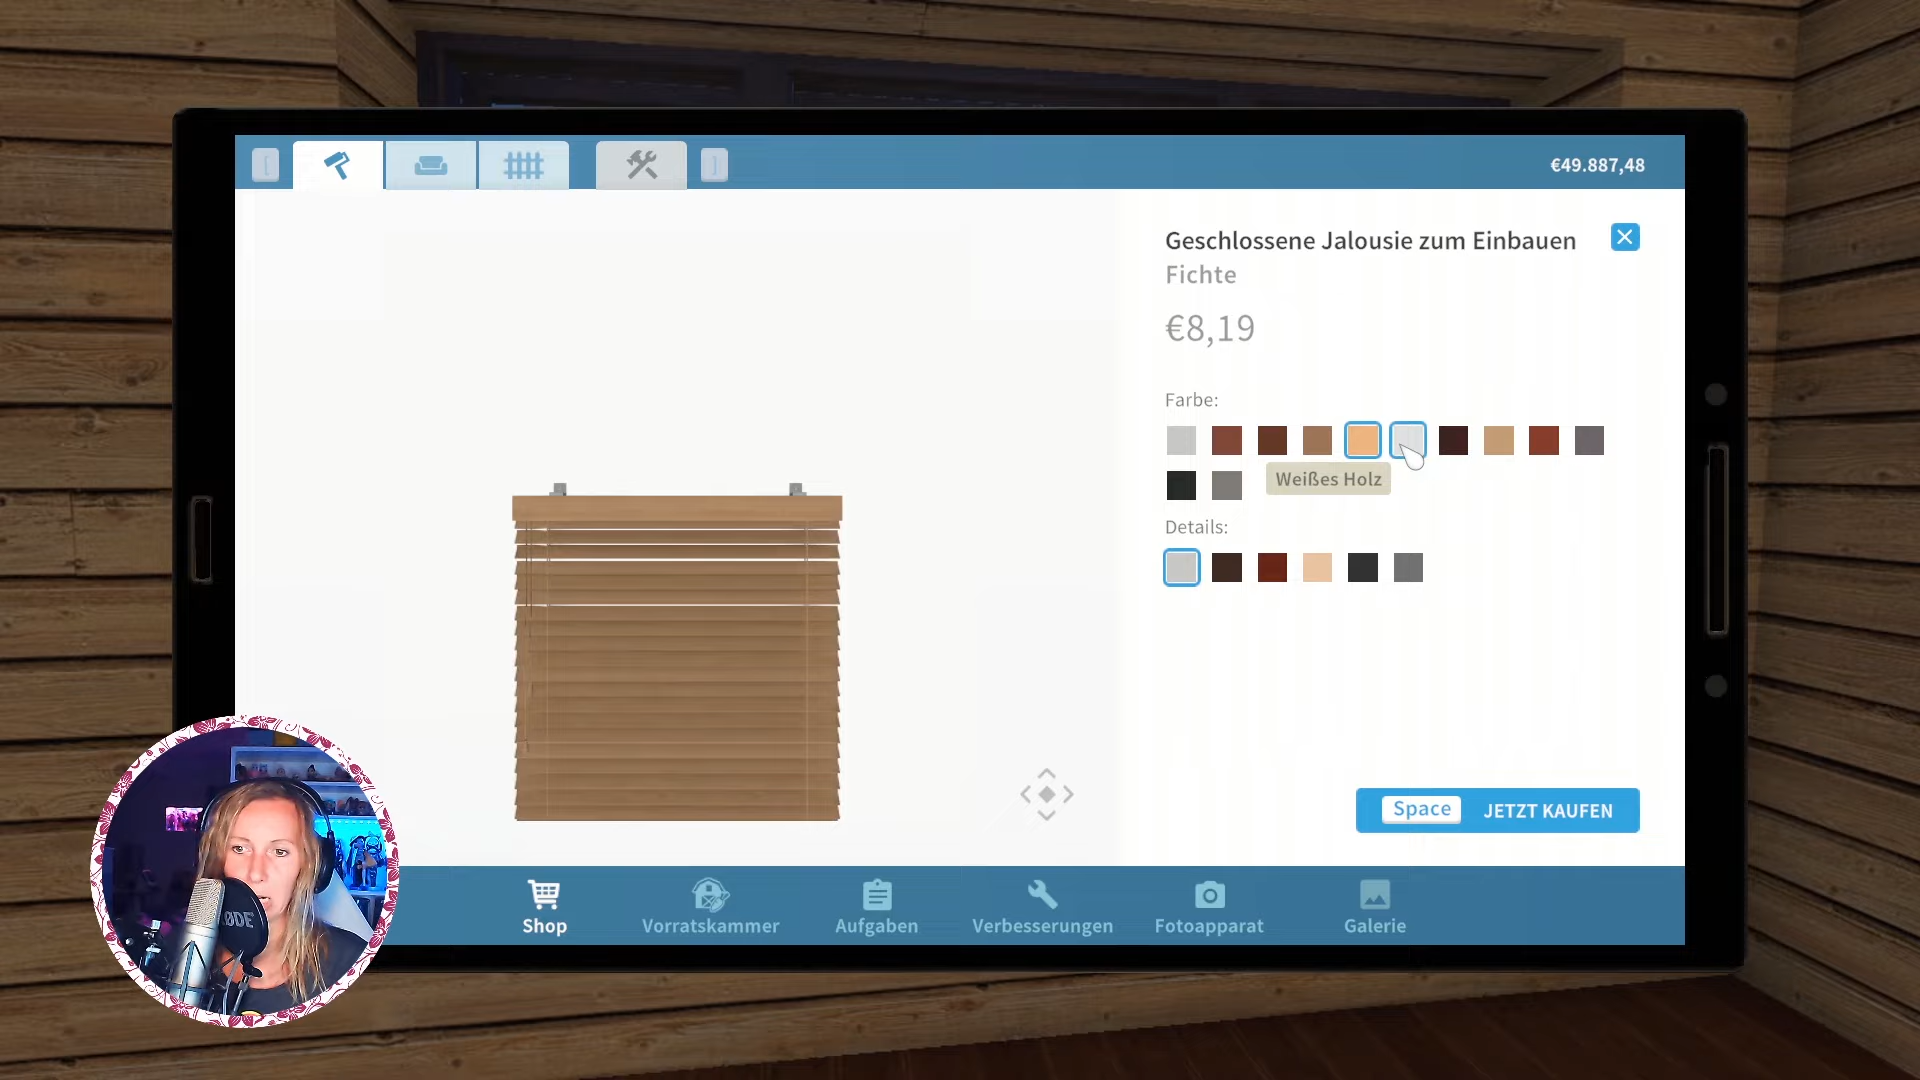 €49.887,48
Geschlossene Jalousie zum Einbauen
Fichte
€8,19
Farbe:
Weißes Holz
Details:
Space JETZT KAUFEN
Shop
Vorratskammer
Aufgaben
Verbesserungen
Fotoapparat
Galerie
RØDE